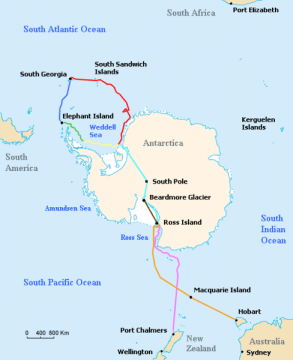 South Africa
Port Elizabeth
South Atlantic Ocean
South Sandwich
Islands
South Georgia
Elephant Island
Weddell
Sea
Kerguelen
Islands
Antarctica
South
America
South Pole
Beardmore Glacier
Amundsen Sea
Ross Island
South
Indian
Ocean
Ross Sea
South Pacific Ocean
Macquarie Island
Hobart
0 400 800 Km
Port Chalmers
New
Zealand
Australia
Wellington
Sydney